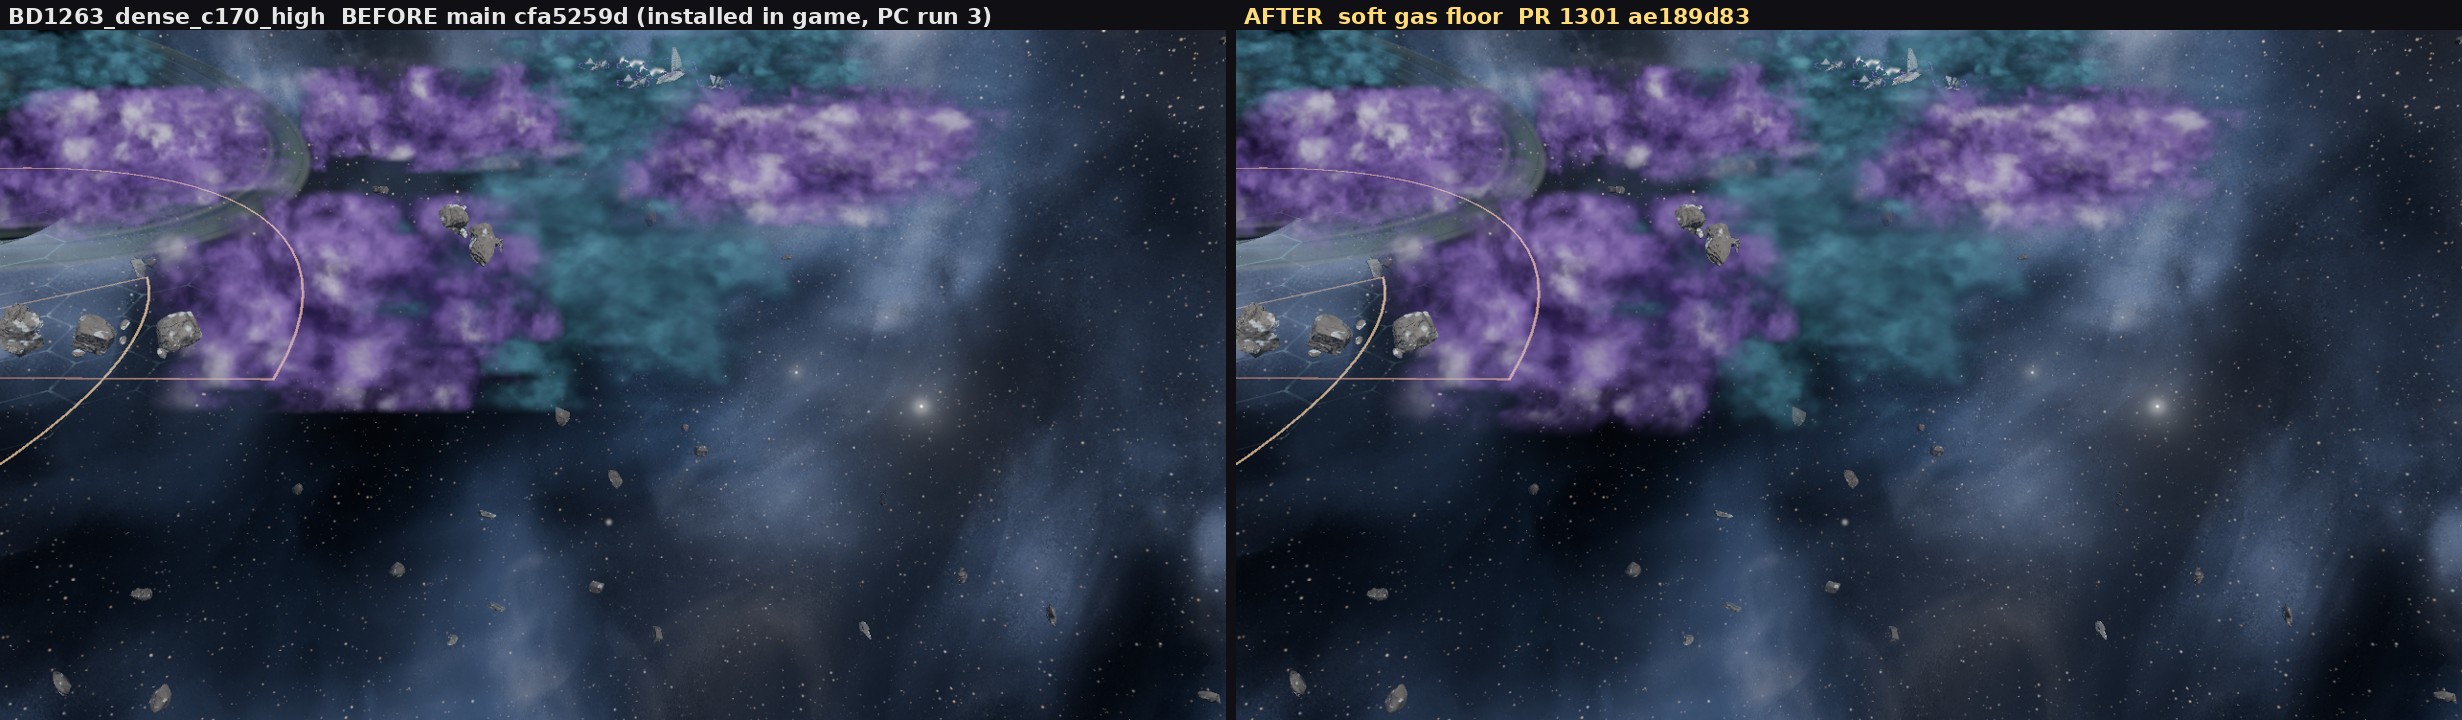 BD1263_dense_c170_high  BEFORE main cfa5259d (installed in game, PC run 3)
AFTER  soft gas floor  PR 1301 ae189d83